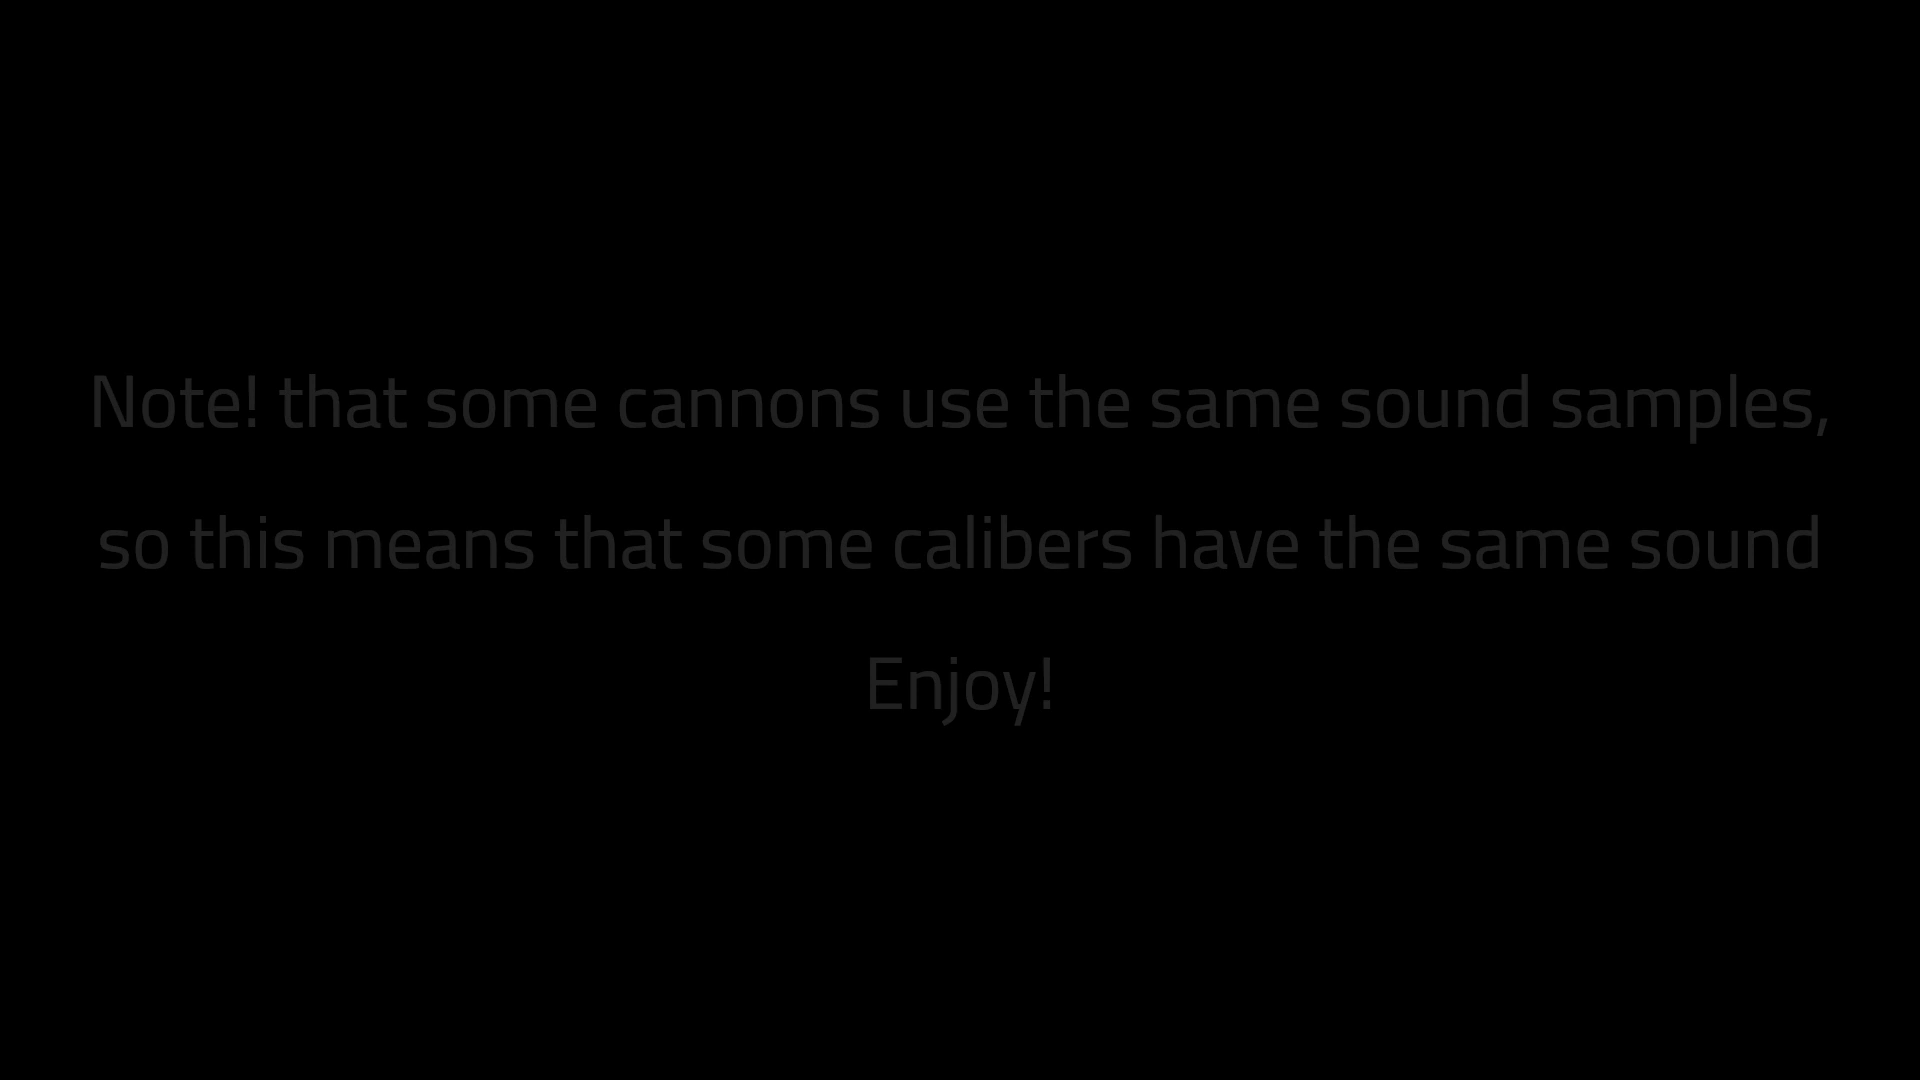 Note! that some cannons use the same sound samples,
so this means that some calibers have the same sound
Enjoy!